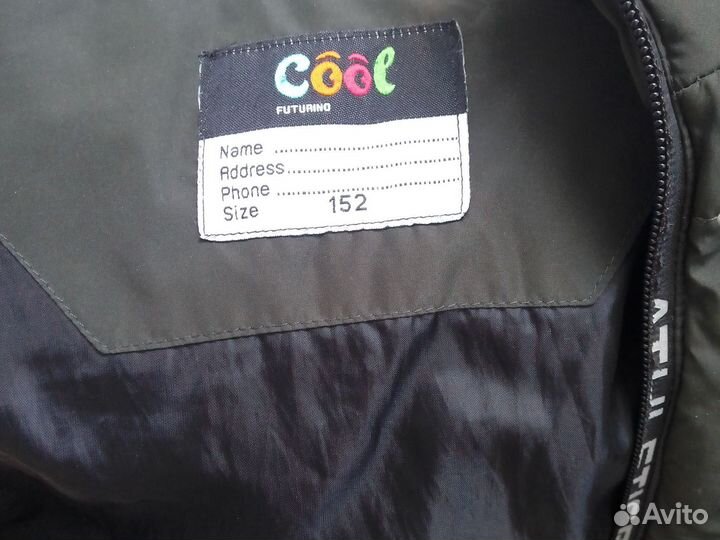 Cool
FUTURINO
Name
Address
Phone
Size 152
Avito